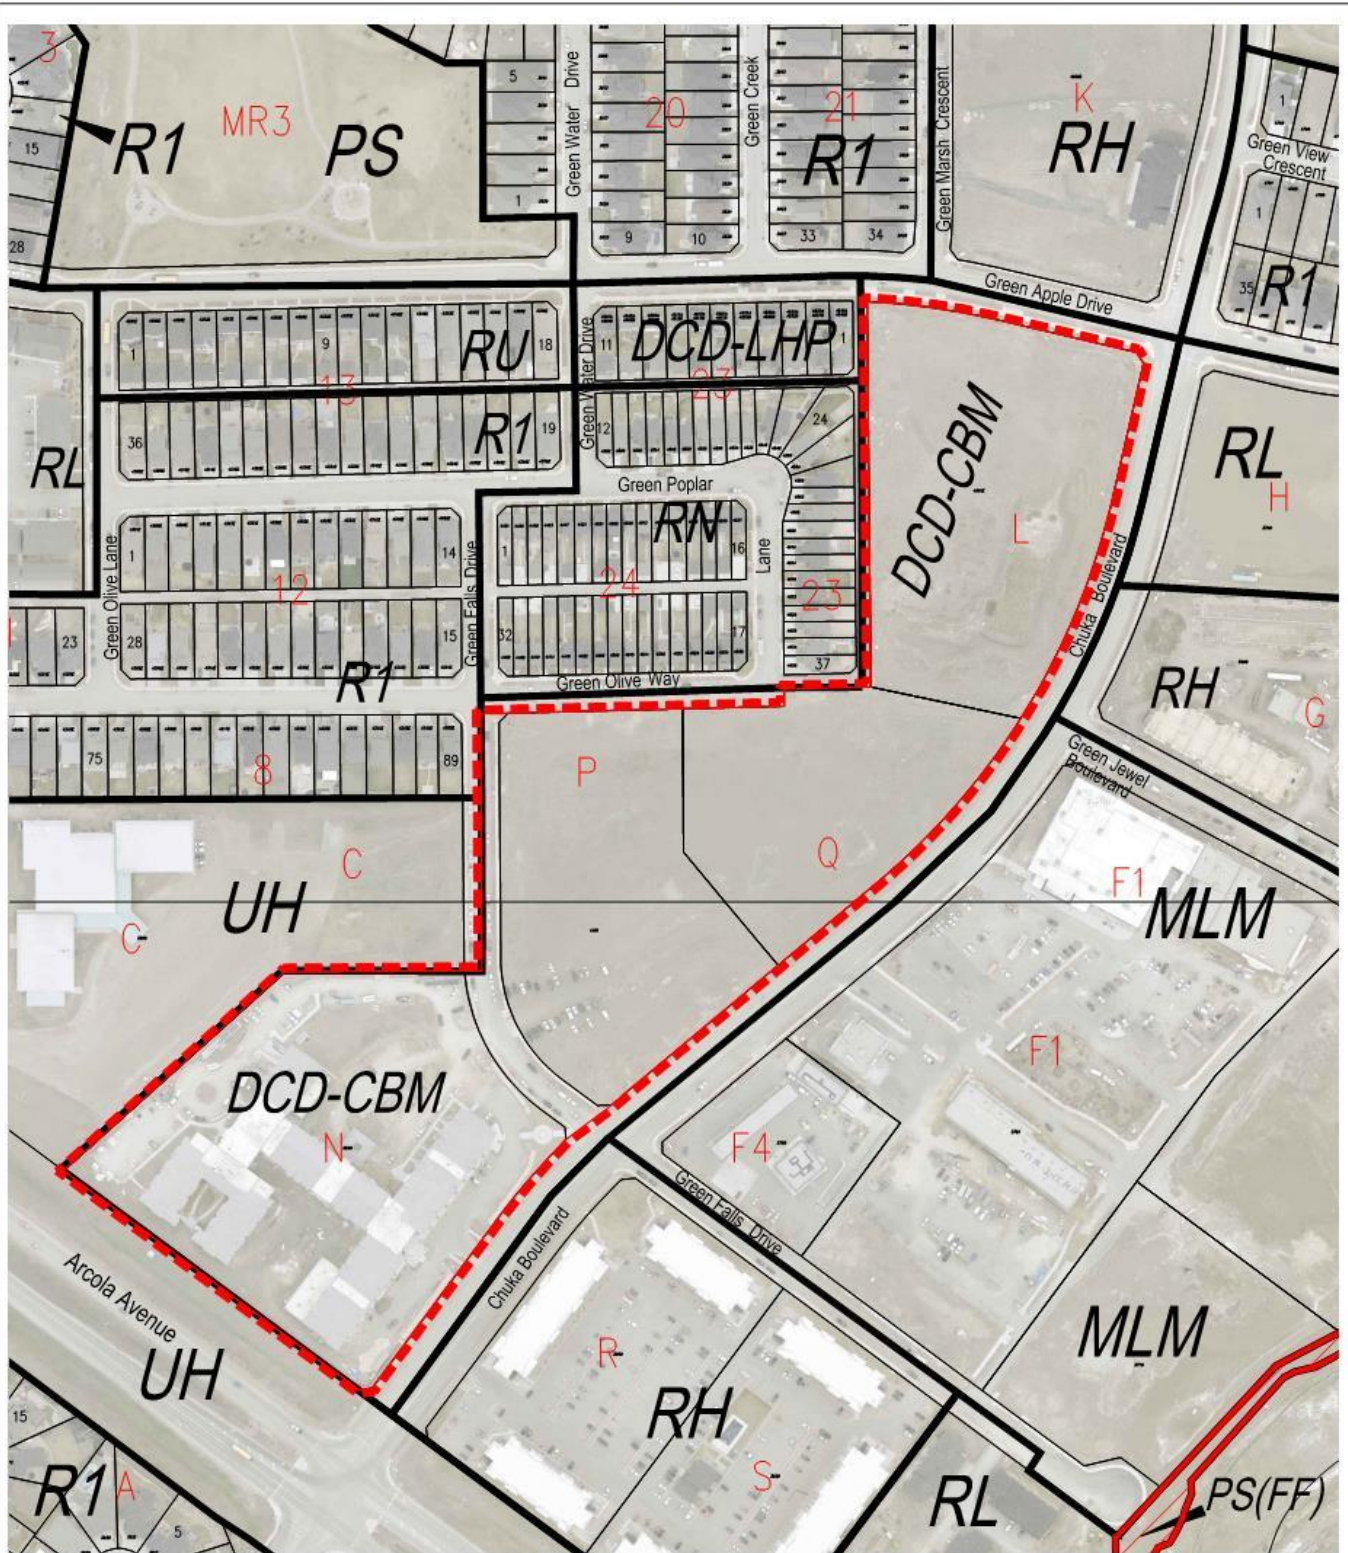 3
5
20
Green Water Drive
Green Creek
21
Green Marsh Crescent
K
1
MR3
15
R1
PS
R1
RH
Green View
Crescent
1
1
28
9
10
33
34
35
R1
Green Apple Drive
1
9
RU
18
Green Water Drive
11
DCD-LHP
1
13
23
36
R1
19
12
24
DCD-CBM
RL
RL
H
Green Poplar
Lane
L
Green Olive Lane
1
14
12
Green Falls Drive
1
RN
16
24
23
Chuka Boulevard
23
28
15
32
17
37
R1
Green Olive Way
RH
G
75
8
89
P
Q
Green Jewel
Boulevard
C
UH
C
F1
MLM
F1
DCD-CBM
N
F4
Green Falls Drive
Arcola Avenue
UH
Chuka Boulevard
R
RH
S
MLM
15
R1
A
5
RL
PS(FF)